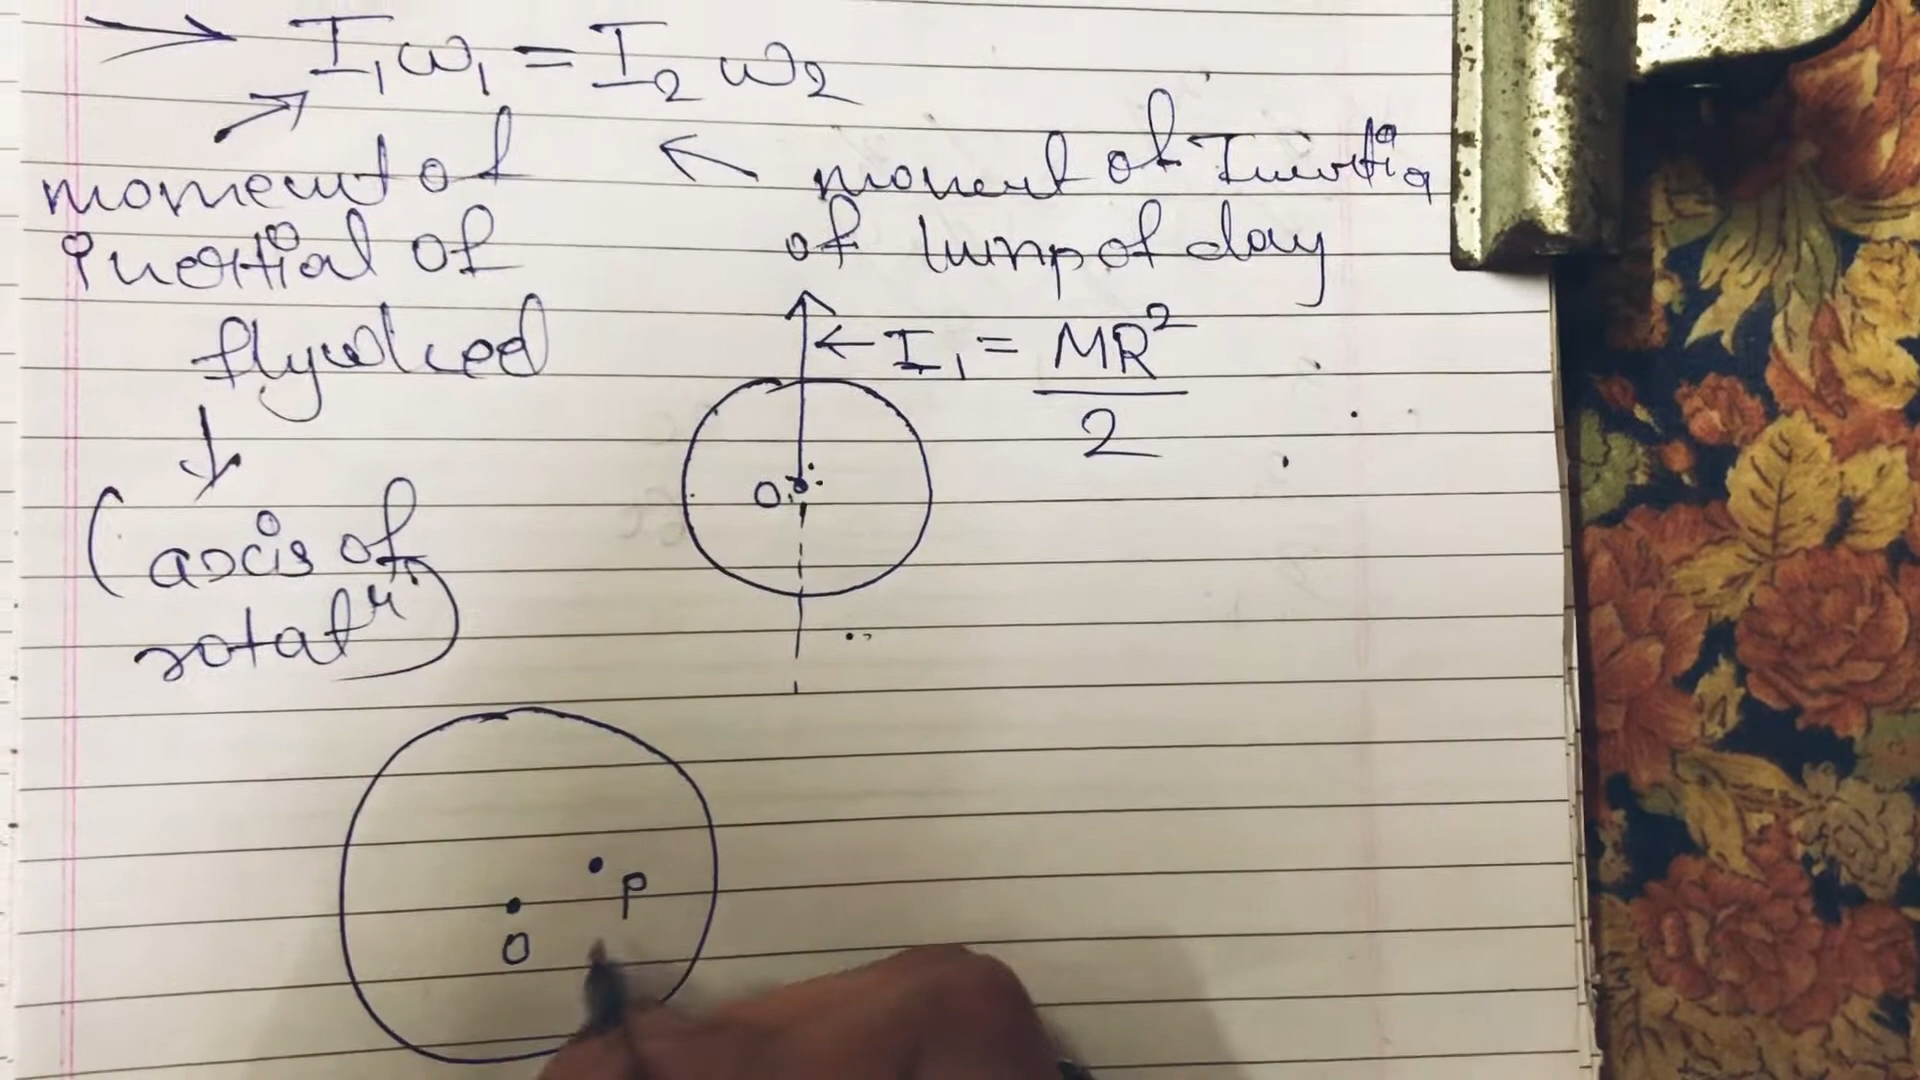 I₁ω₁ = I₂ω₂
moment of
inertial of
flywheel
(axis of
rotatⁿ)
moment of Inertia
of lump of clay
I₁ = MR²
2
O
P
O